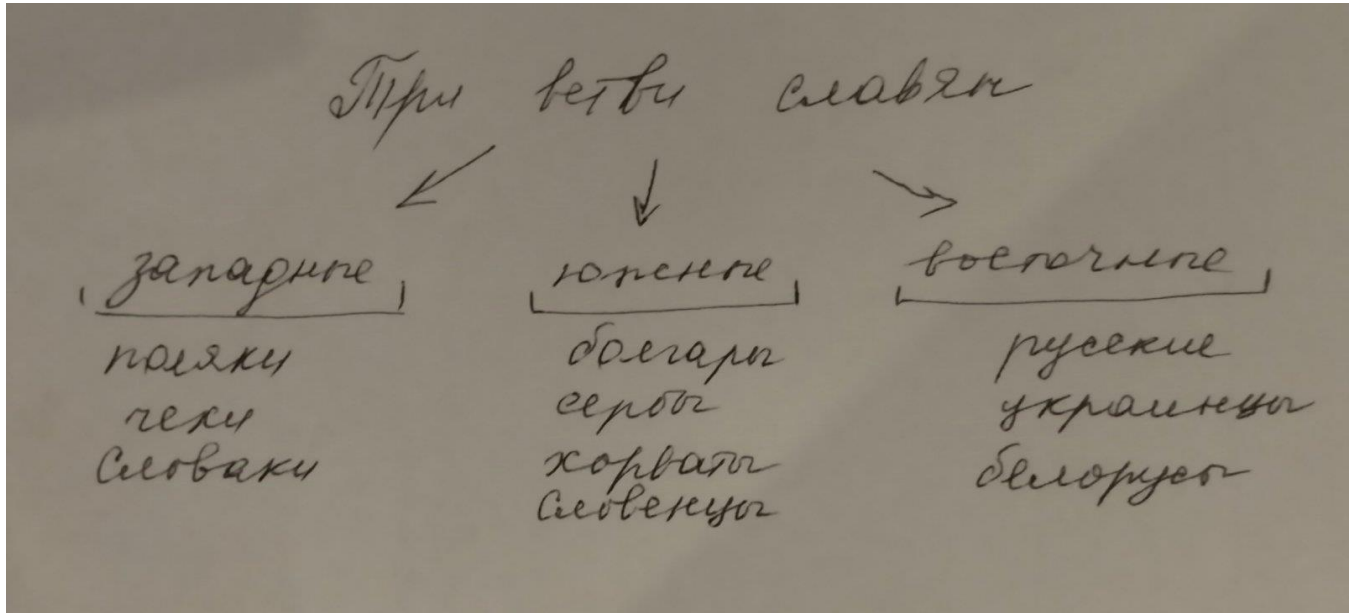 Три ветви славян
западные южные восточные
поляки болгары русские
чехи сербы украинцы
словаки хорваты белорусы
словенцы